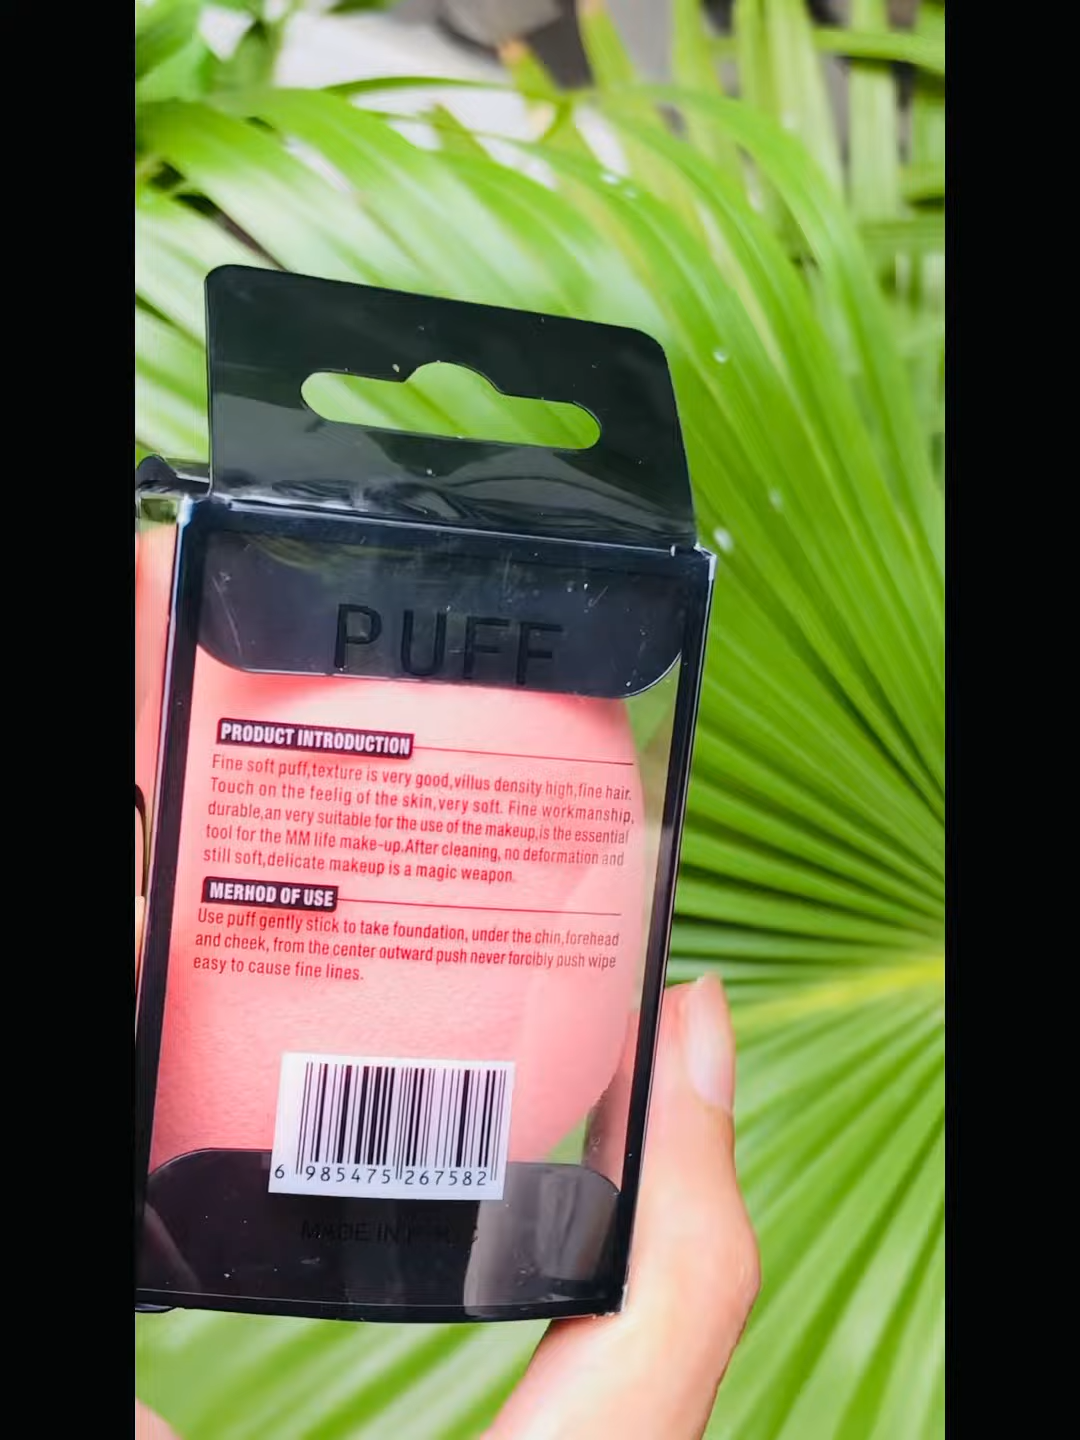 PUFF
PRODUCT INTRODUCTION
Fine soft puff,texture is very good,villus density high,fine hair.
Touch on the feelig of the skin,very soft. Fine workmanship,
durable,an very suitable for the use of the makeup,is the essential
tool for the MM life make-up.After cleaning, no deformation and
still soft,delicate makeup is a magic weapon.
MERHOD OF USE
Use puff gently stick to take foundation, under the chin,forehead
and cheek, from the center outward push never forcibly push wipe
easy to cause fine lines.
6 985475 267582
MADE IN